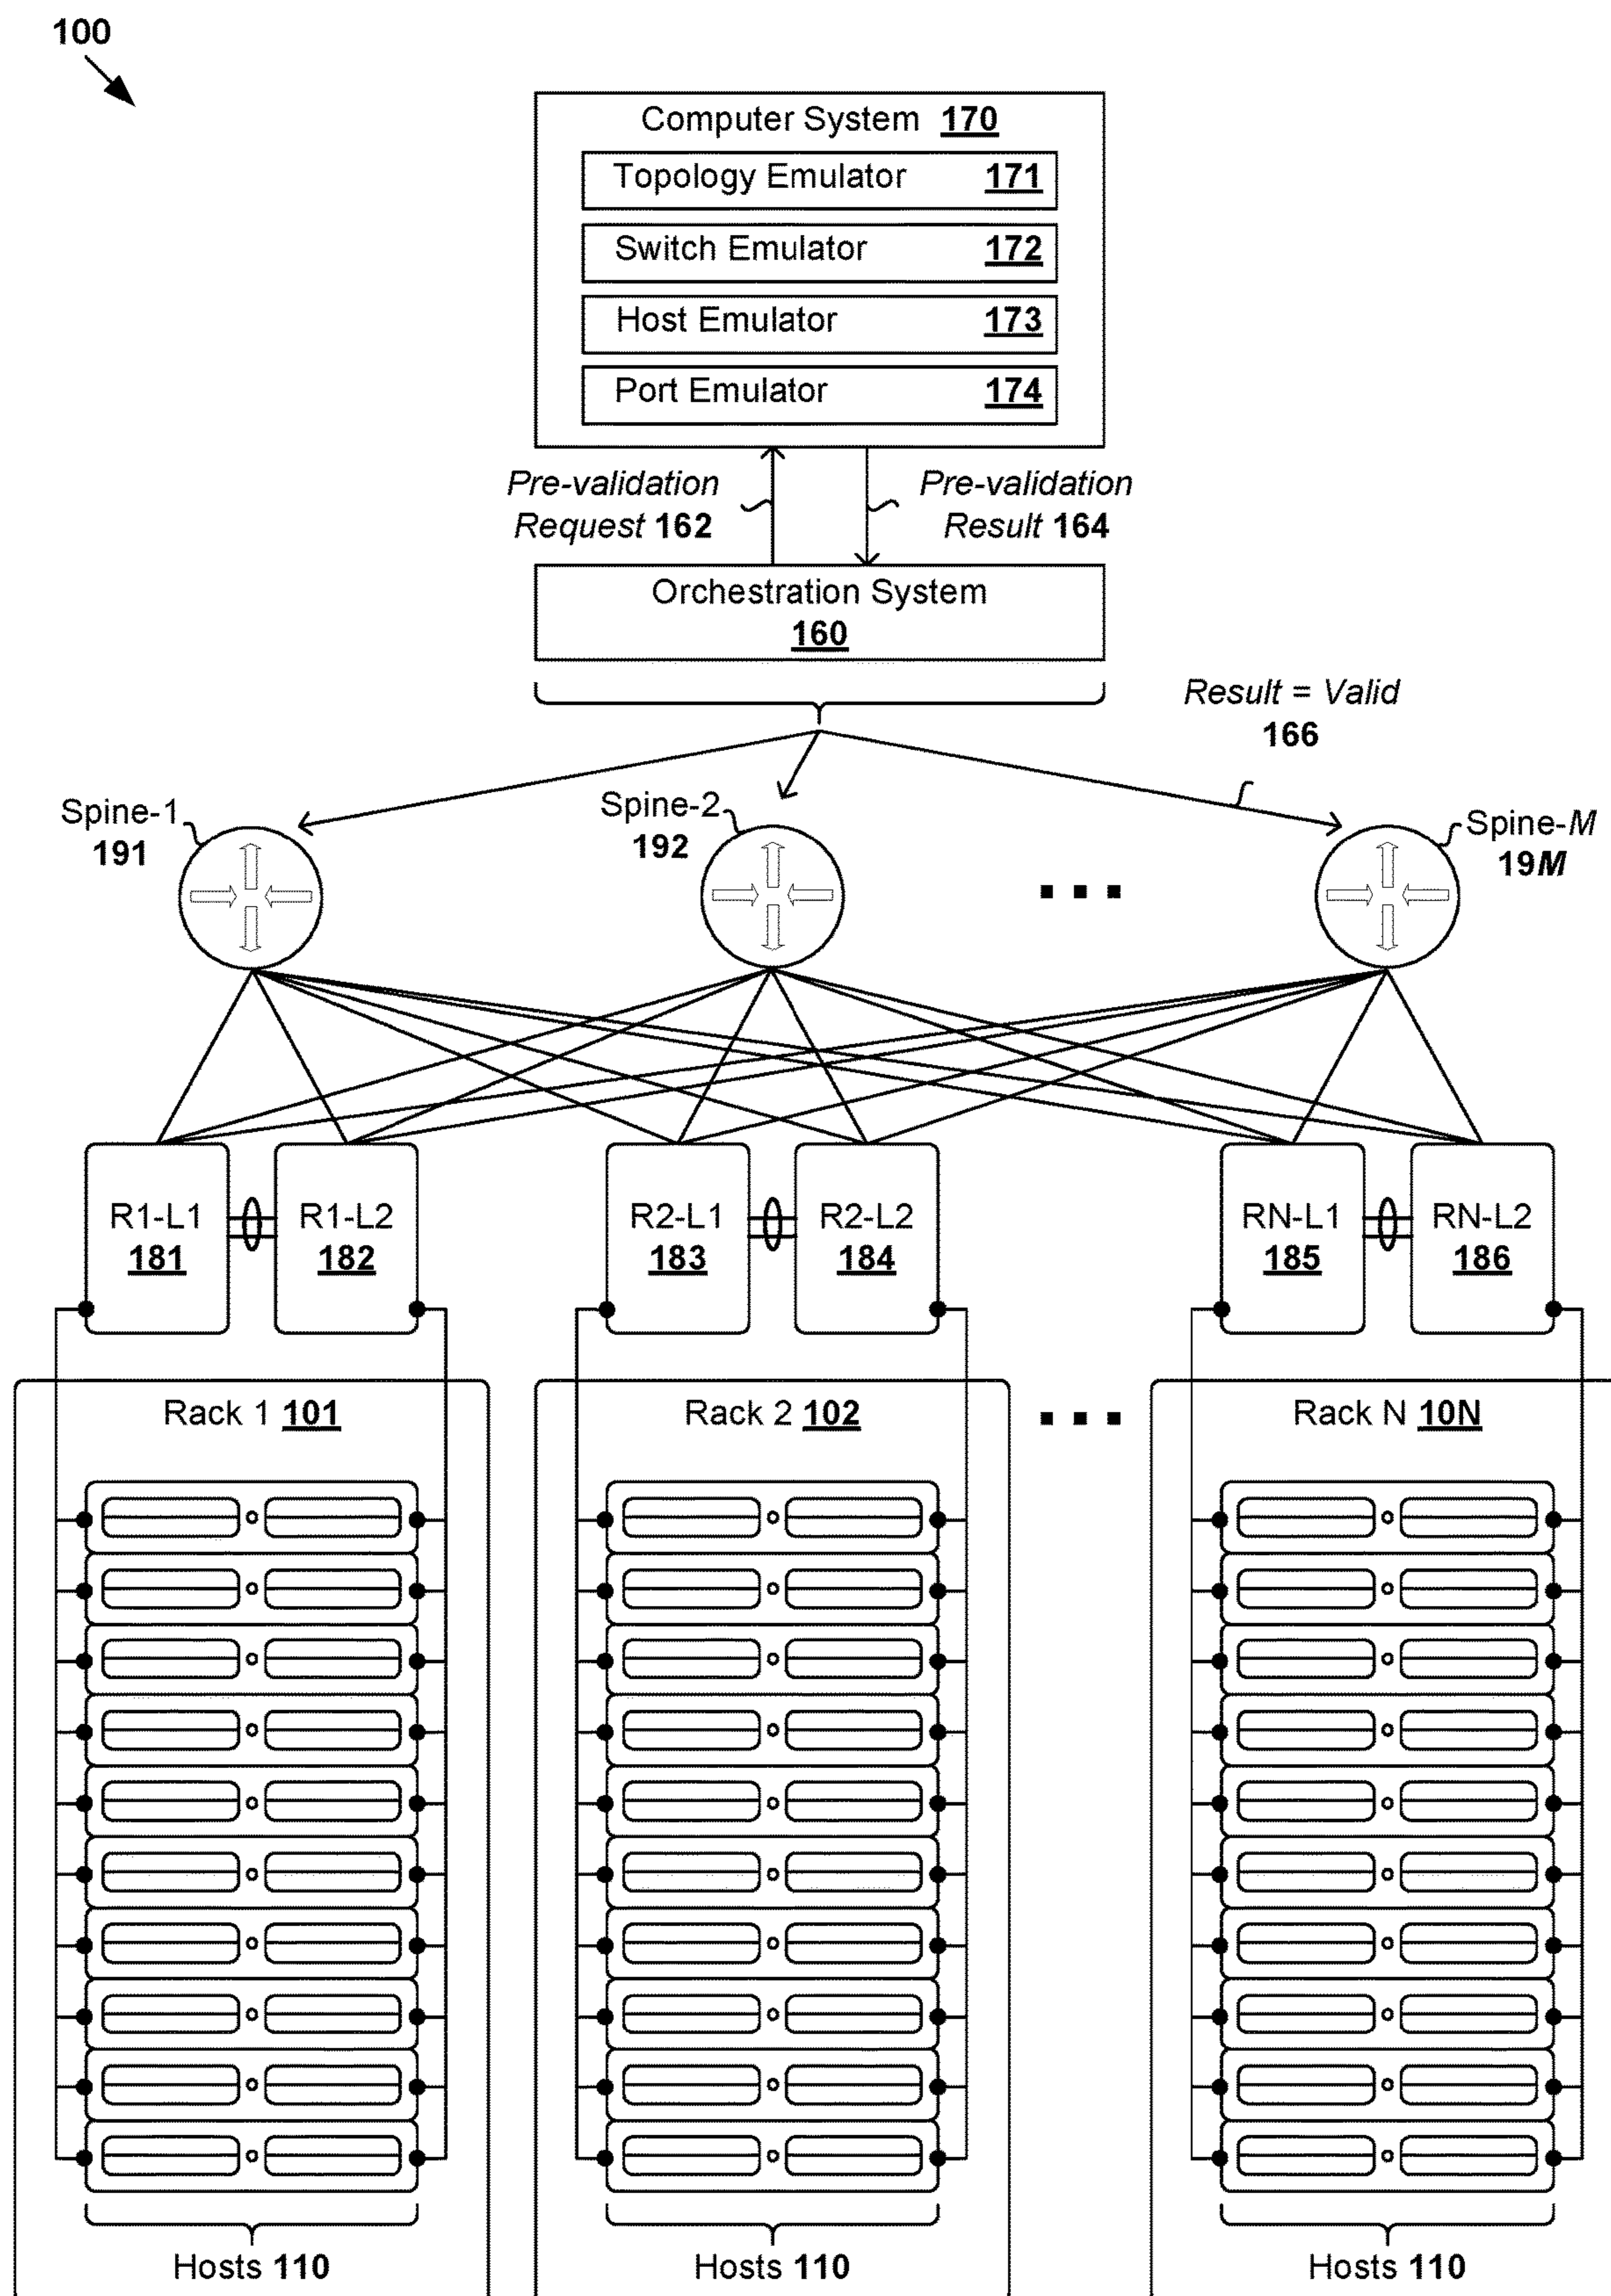 100
Computer System 170
Topology Emulator 171
Switch Emulator 172
Host Emulator 173
Port Emulator 174
Pre-validation
Request 162
Pre-validation
Result 164
Orchestration System
160
Result = Valid
166
Spine-1
191
Spine-2
192
Spine-M
19M
R1-L1
181
R1-L2
182
R2-L1
183
R2-L2
184
RN-L1
185
RN-L2
186
Rack 1 101
Rack 2 102
Rack N 10N
Hosts 110
Hosts 110
Hosts 110